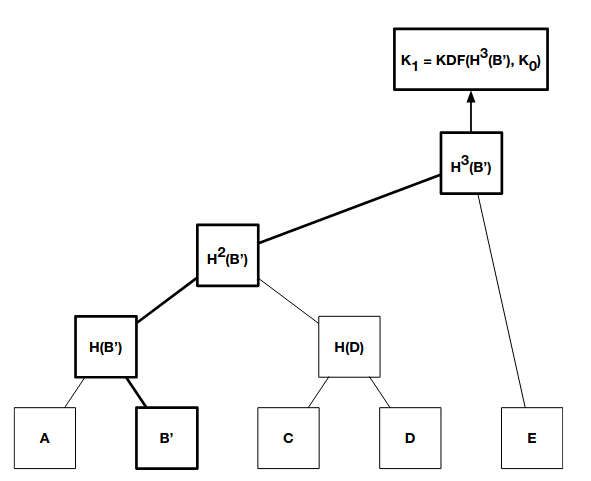 K1 = KDF(H3(B’), K0)
H3(B’)
H2(B’)
H(B’)
H(D)
A
B’
C
D
E